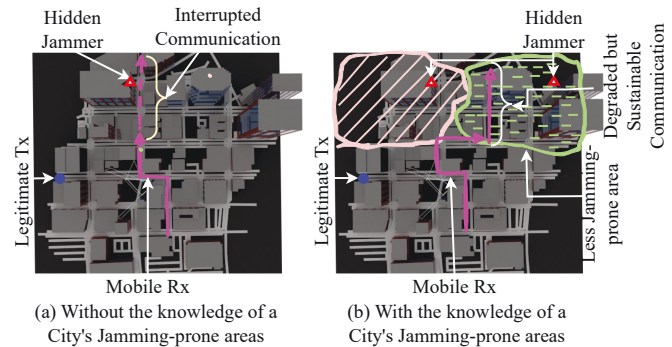 Hidden
Jammer
Interrupted
Communication
Legitimate Tx
Mobile Rx
(a) Without the knowledge of a
City's Jamming-prone areas
Hidden
Jammer
Degraded but
Sustainable
Communication
Less Jamming-
prone area
Legitimate Tx
Mobile Rx
(b) With the knowledge of a
City's Jamming-prone areas